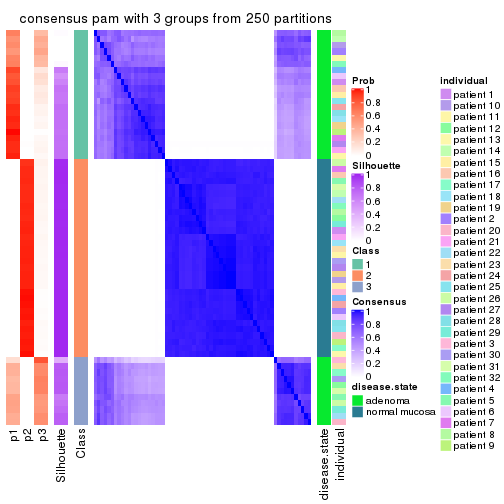 consensus pam with 3 groups from 250 partitions
Prob
1
0.8
0.6
0.4
0.2
0
Silhouette
1
0.8
0.6
0.4
0.2
0
Class
1
2
3
Consensus
1
0.8
0.6
0.4
0.2
0
disease.state
adenoma
normal mucosa
individual
patient 1
patient 10
patient 11
patient 12
patient 13
patient 14
patient 15
patient 16
patient 17
patient 18
patient 19
patient 2
patient 20
patient 21
patient 22
patient 23
patient 24
patient 25
patient 26
patient 27
patient 28
patient 29
patient 3
patient 30
patient 31
patient 32
patient 4
patient 5
patient 6
patient 7
patient 8
patient 9
p1
p2
p3
Silhouette
Class
disease.state
individual